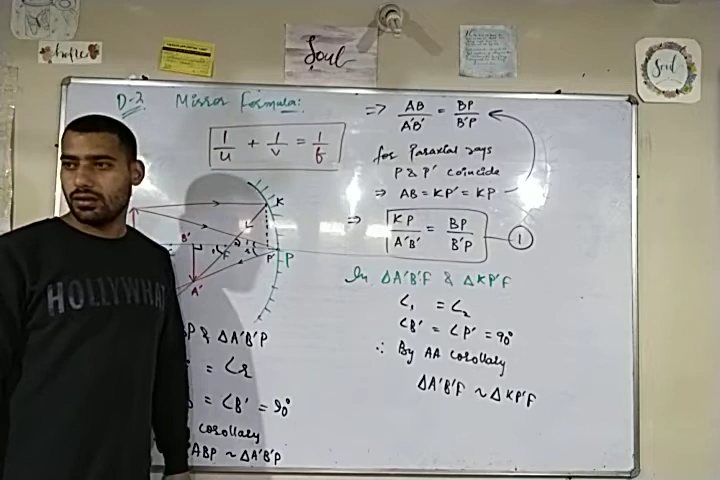 Soul
Soul
D-2 Mirror Formula:
1/u + 1/v = 1/f
K
B'
F
P'
P
A'
P & ΔA'B'P
= ∠r
= ∠B' = 90°
corollary
ABP ~ ΔA'B'P
⇒ AB/A'B' = BP/B'P
for Paraxial rays
P & P' coincide
⇒ AB = KP' = KP
⇒ KP/A'B' = BP/B'P 1
In ΔA'B'F & ΔKP'F
∠1 = ∠2
∠B' = ∠P' = 90°
∴ By AA corollary
ΔA'B'F ~ ΔKP'F
HOLLYWHAT